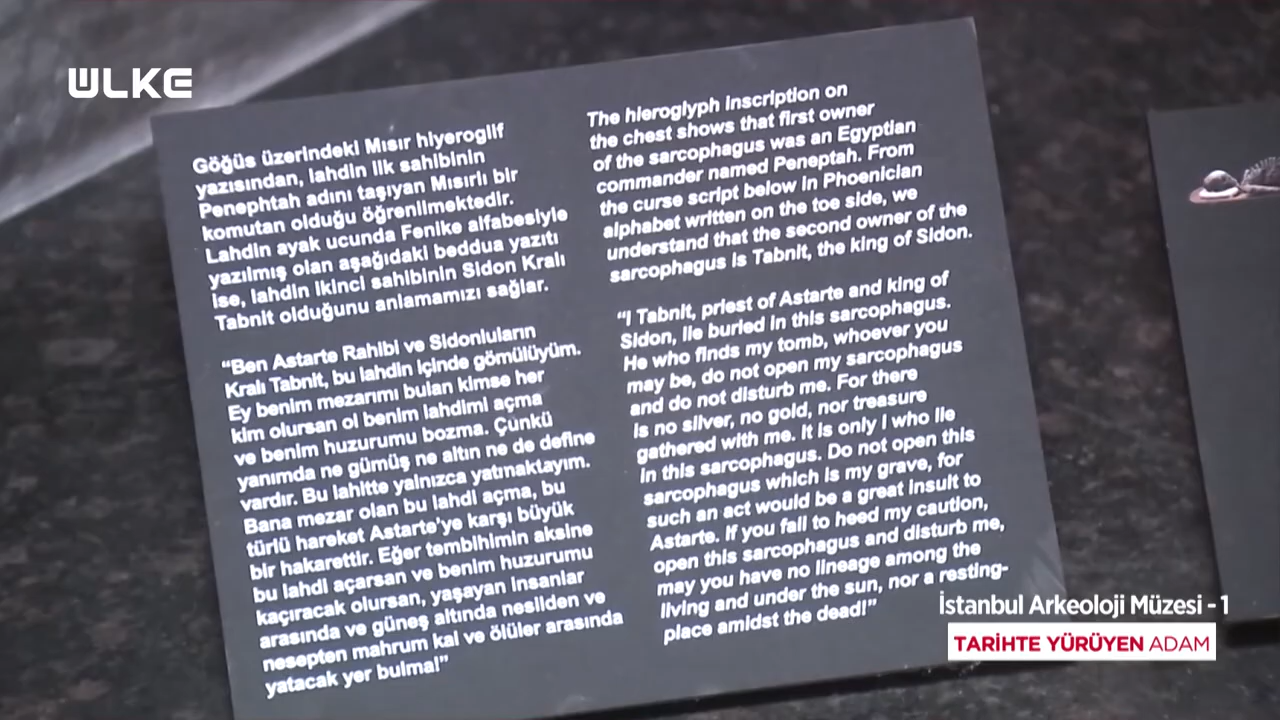 ÜLKE
Göğüs üzerindeki Mısır hiyeroglif
yazısından, lahdin ilk sahibinin
Penephtah adını taşıyan Mısırlı bir
komutan olduğu öğrenilmektedir.
Lahdin ayak ucunda Fenike alfabesiyle
yazılmış olan aşağıdaki beddua yazıtı
ise, lahdin ikinci sahibinin Sidon Kralı
Tabnit olduğunu anlamamızı sağlar.
“Ben Astarte Rahibi ve Sidonluların
Kralı Tabnit, bu lahdin içinde gömülüyüm.
Ey benim mezarımı bulan kimse her
kim olursan ol benim lahdimi açma
ve benim huzurumu bozma. Çünkü
yanımda ne gümüş ne altın ne de define
vardır. Bu lahitte yalnızca yatmaktayım.
Bana mezar olan bu lahdi açma, bu
türlü hareket Astarte’ye karşı büyük
bir hakarettir. Eğer tembihimin aksine
bu lahdi açarsan ve benim huzurumu
kaçıracak olursan, yaşayan insanlar
arasında ve güneş altında nesilden ve
nesepten mahrum kal ve ölüler arasında
yatacak yer bulma!”
The hieroglyph inscription on
the chest shows that first owner
of the sarcophagus was an Egyptian
commander named Peneptah. From
the curse script below in Phoenician
alphabet written on the toe side, we
understand that the second owner of the
sarcophagus is Tabnit, the king of Sidon.
“I Tabnit, priest of Astarte and king of
Sidon, lie buried in this sarcophagus.
He who finds my tomb, whoever you
may be, do not open my sarcophagus
and do not disturb me. For there
is no silver, no gold, nor treasure
gathered with me. It is only I who lie
in this sarcophagus. Do not open this
sarcophagus which is my grave, for
such an act would be a great insult to
Astarte. If you fail to heed my caution,
open this sarcophagus and disturb me,
may you have no lineage among the
living and under the sun, nor a resting-
place amidst the dead!”
İstanbul Arkeoloji Müzesi - 1
TARİHTE YÜRÜYEN ADAM